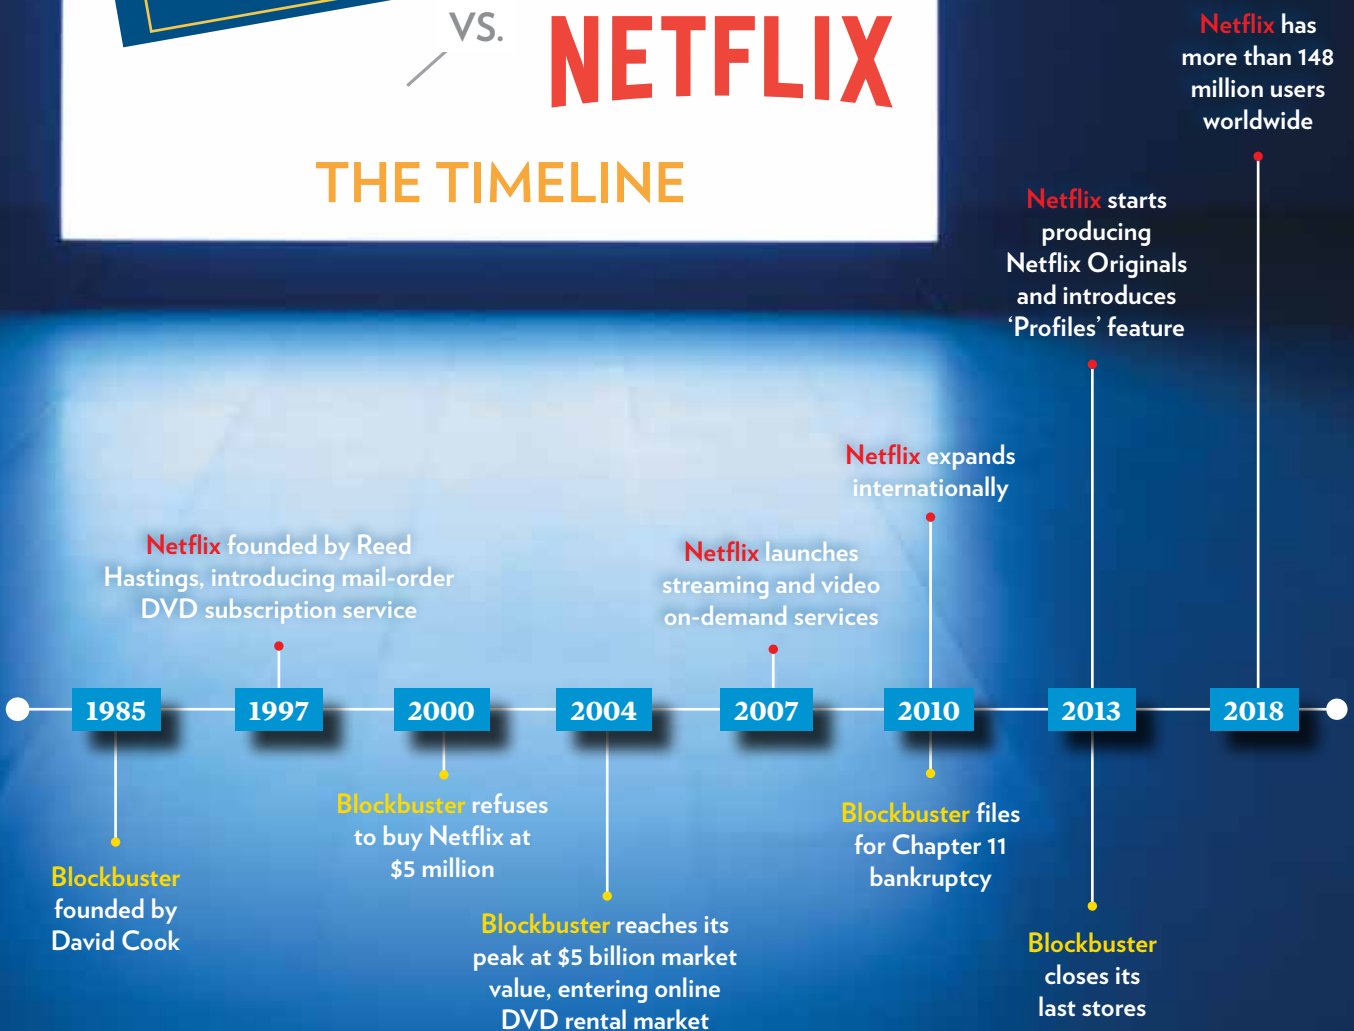 VS.
NETFLIX
THE TIMELINE
Netflix has
more than 148
million users
worldwide
Netflix starts
producing
Netflix Originals
and introduces
‘Profiles’ feature
Netflix expands
internationally
Netflix founded by Reed
Hastings, introducing mail-order
DVD subscription service
Netflix launches
streaming and video
on-demand services
1985 1997 2000 2004 2007 2010 2013 2018
Blockbuster
founded by
David Cook
Blockbuster refuses
to buy Netflix at
$5 million
Blockbuster reaches its
peak at $5 billion market
value, entering online
DVD rental market
Blockbuster files
for Chapter 11
bankruptcy
Blockbuster
closes its
last stores